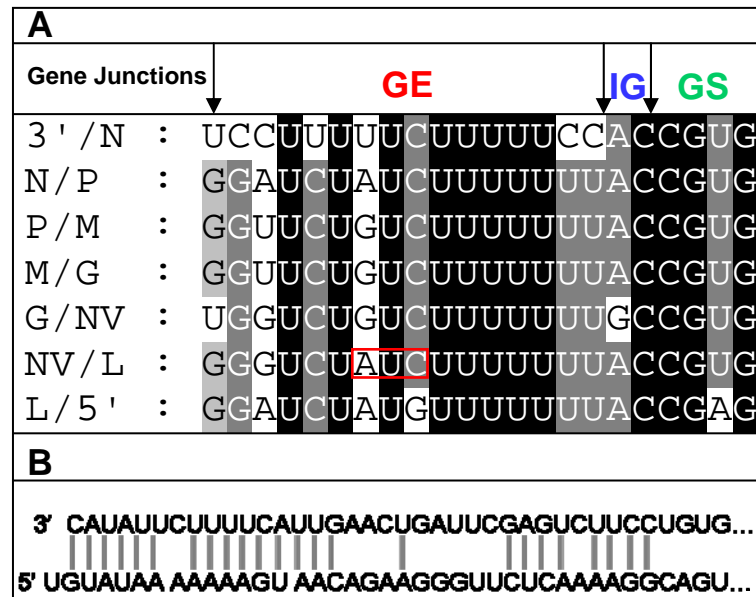 A
Gene Junctions GE IG GS
3'/N : UCCUUUUUCUUUUUCCACCGUG
N/P : GGAUCUAUCUUUUUUUACCGUG
P/M : GGUUCUGUCUUUUUUUACCGUG
M/G : GGUUCUGUCUUUUUUUACCGUG
G/NV : UGGUCUGUCUUUUUUUGCCGUG
NV/L : GGGUCUAUCUUUUUUUACCGUG
L/5' : GGAUCUAUGUUUUUUUACCGAG
B
3' CAUAUUCUUUUCAUUGAACUGAUUCGAGUCUUCCUGUG...
5' UGUAUAA AAAAAGU AACAGAAGGGUUCUCAAAAGGCAGU...